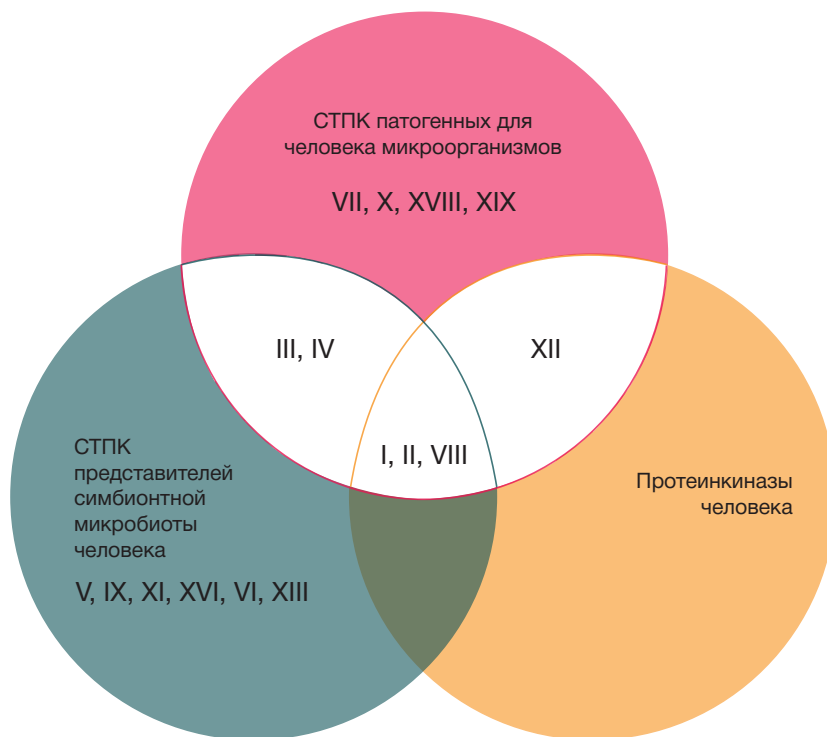 СТПК патогенных для
человека микроорганизмов
VII, X, XVIII, XIX
III, IV
XII
I, II, VIII
СТПК
представителей
симбионтной
микробиоты
человека
V, IX, XI, XVI, VI, XIII
Протеинкиназы
человека